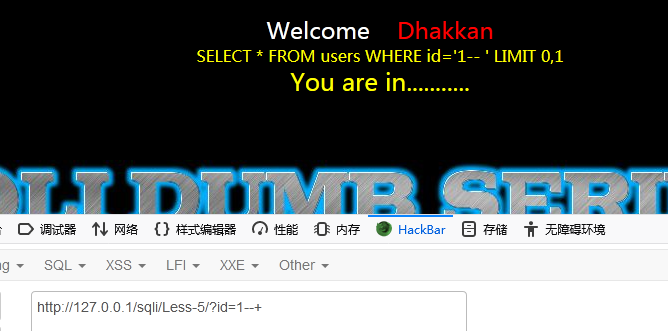 Welcome Dhakkan
SELECT * FROM users WHERE id='1-- ' LIMIT 0,1
You are in...........
SQLI DUMB SERI
调试器 网络 样式编辑器 性能 内存 HackBar 存储 无障碍环境
SQL XSS LFI XXE Other
http://127.0.0.1/sqli/Less-5/?id=1--+